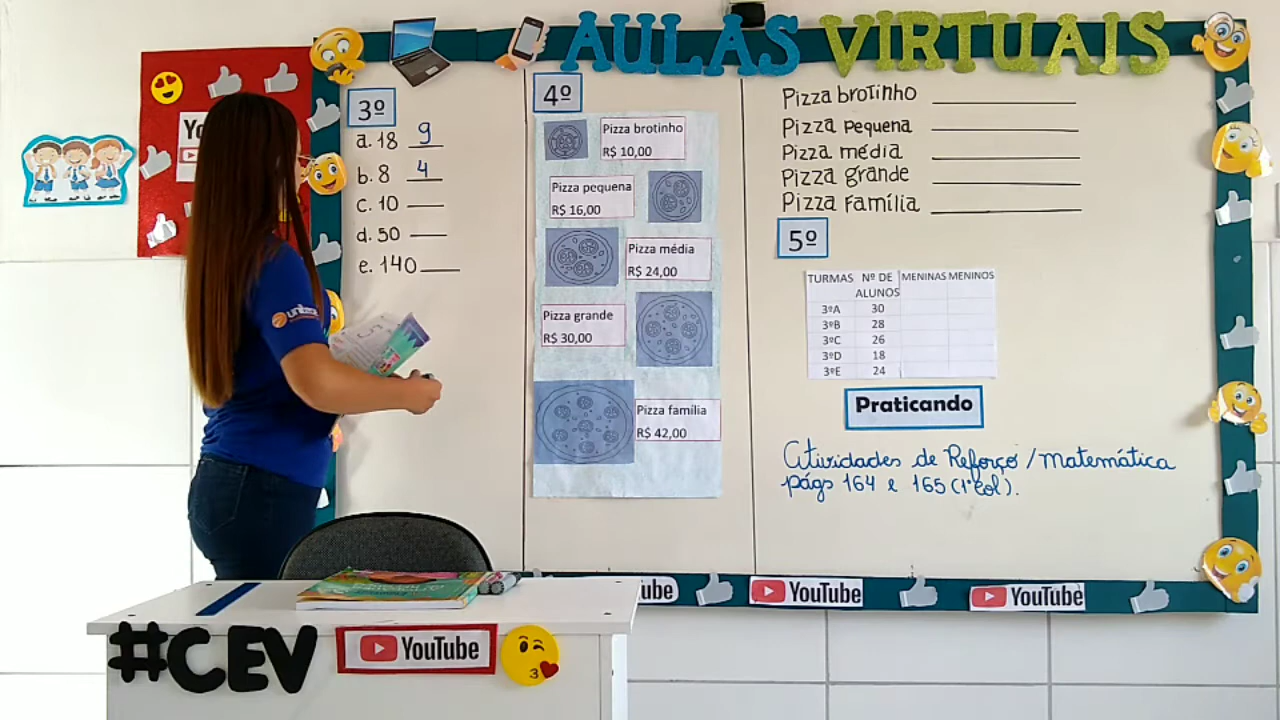 AULAS VIRTUAIS
3º
a. 18 9
b. 8 4
c. 10
d. 50
e. 140
4º
Pizza brotinho
R$ 10,00
Pizza pequena
R$ 16,00
Pizza média
R$ 24,00
Pizza grande
R$ 30,00
Pizza família
R$ 42,00
Pizza brotinho
Pizza pequena
Pizza média
Pizza grande
Pizza família
5º
TURMAS Nº DE ALUNOS MENINAS MENINOS
3ºA 30
3ºB 28
3ºC 26
3ºD 18
3ºE 24
Praticando
Atividades de Reforço / Matemática
págs 164 e 165 (1ª col).
ube
YouTube
YouTube
#CEV
YouTube